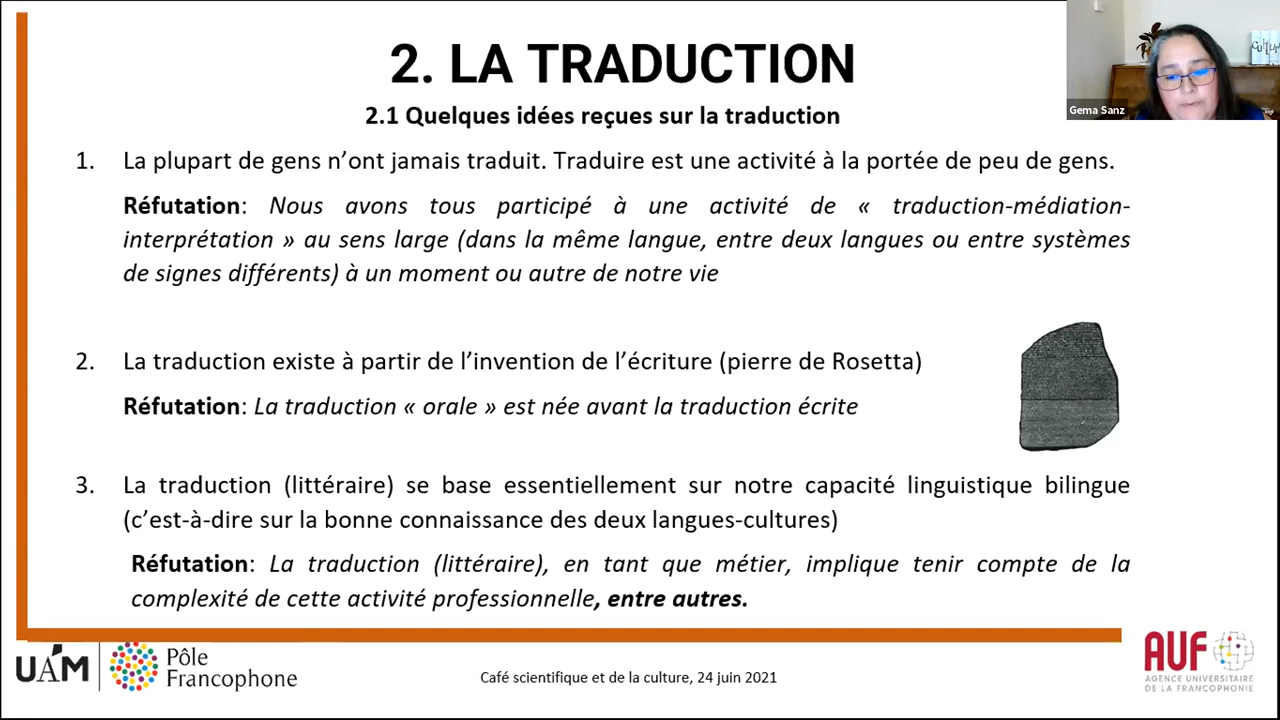 2. LA TRADUCTION
Gema Sanz
2.1 Quelques idées reçues sur la traduction
1. La plupart de gens n’ont jamais traduit. Traduire est une activité à la portée de peu de gens.
Réfutation: Nous avons tous participé à une activité de « traduction-médiation-
interprétation » au sens large (dans la même langue, entre deux langues ou entre systèmes
de signes différents) à un moment ou autre de notre vie
2. La traduction existe à partir de l’invention de l’écriture (pierre de Rosetta)
Réfutation: La traduction « orale » est née avant la traduction écrite
3. La traduction (littéraire) se base essentiellement sur notre capacité linguistique bilingue
(c’est-à-dire sur la bonne connaissance des deux langues-cultures)
Réfutation: La traduction (littéraire), en tant que métier, implique tenir compte de la
complexité de cette activité professionnelle, entre autres.
UAM
Pôle
Francophone
Café scientifique et de la culture, 24 juin 2021
AUF
AGENCE UNIVERSITAIRE
DE LA FRANCOPHONIE